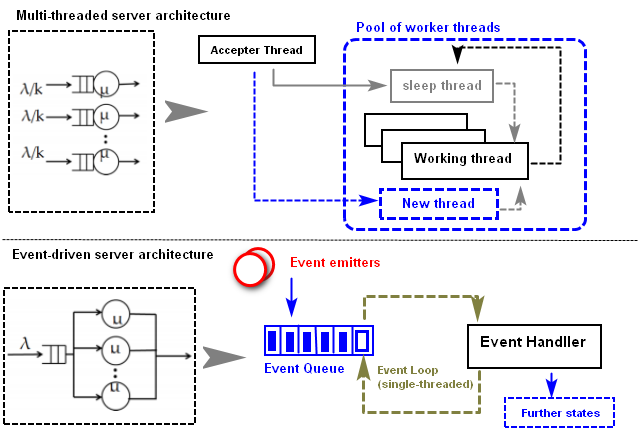 Multi-threaded server architecture
Pool of worker threads
Accepter Thread
λ/k
μ
λ/k
μ
λ/k
μ
sleep thread
Working thread
New thread
Event-driven server architecture
Event emitters
λ
μ
μ
μ
Event Queue
Event Loop
(single-threaded)
Event Handller
Further states